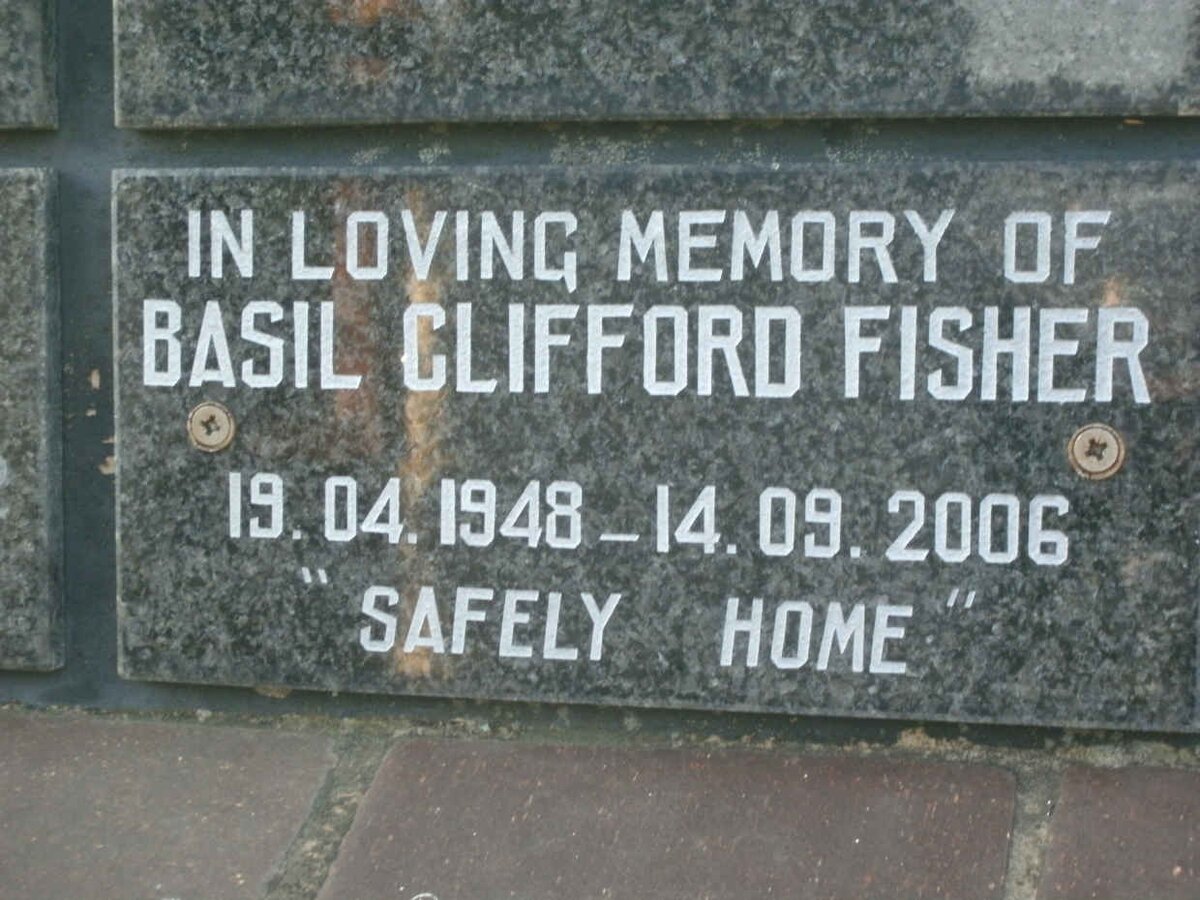 IN LOVING MEMORY OF
BASIL CLIFFORD FISHER
19.04.1948 - 14.09.2006
"SAFELY HOME"